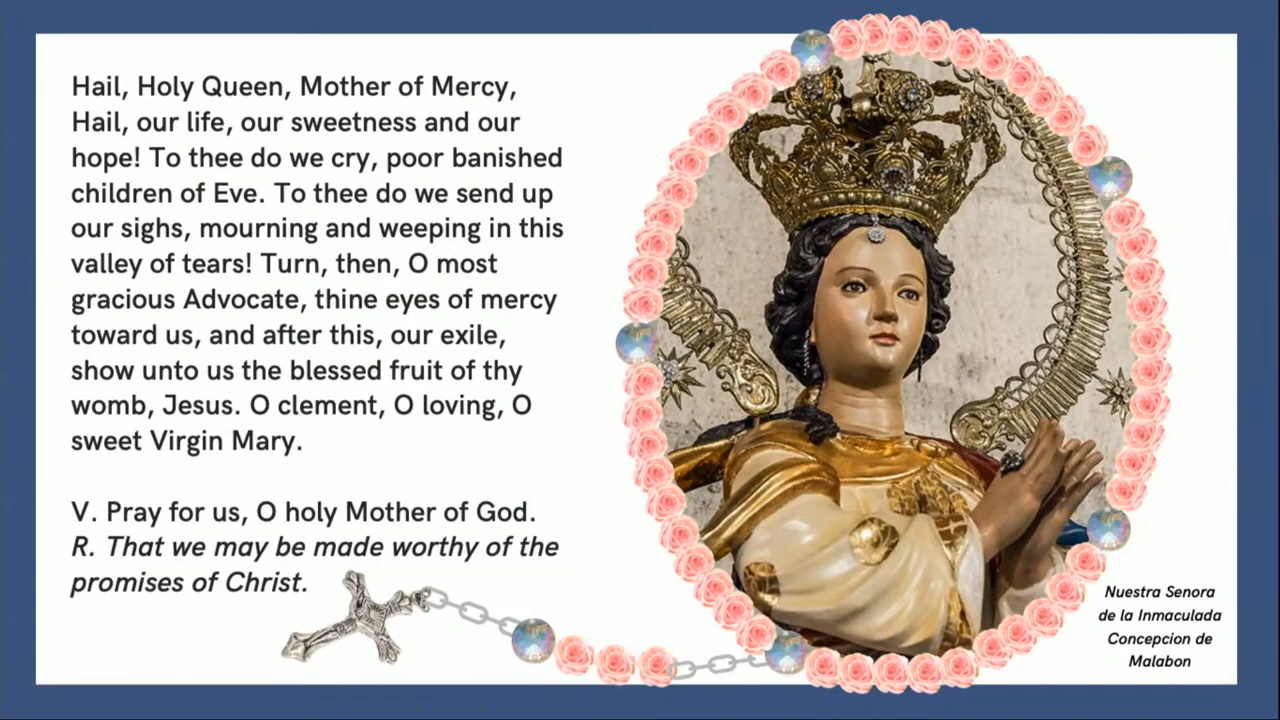 Hail, Holy Queen, Mother of Mercy,
Hail, our life, our sweetness and our
hope! To thee do we cry, poor banished
children of Eve. To thee do we send up
our sighs, mourning and weeping in this
valley of tears! Turn, then, O most
gracious Advocate, thine eyes of mercy
toward us, and after this, our exile,
show unto us the blessed fruit of thy
womb, Jesus. O clement, O loving, O
sweet Virgin Mary.
V. Pray for us, O holy Mother of God.
R. That we may be made worthy of the
promises of Christ.
Nuestra Senora
de la Inmaculada
Concepcion de
Malabon